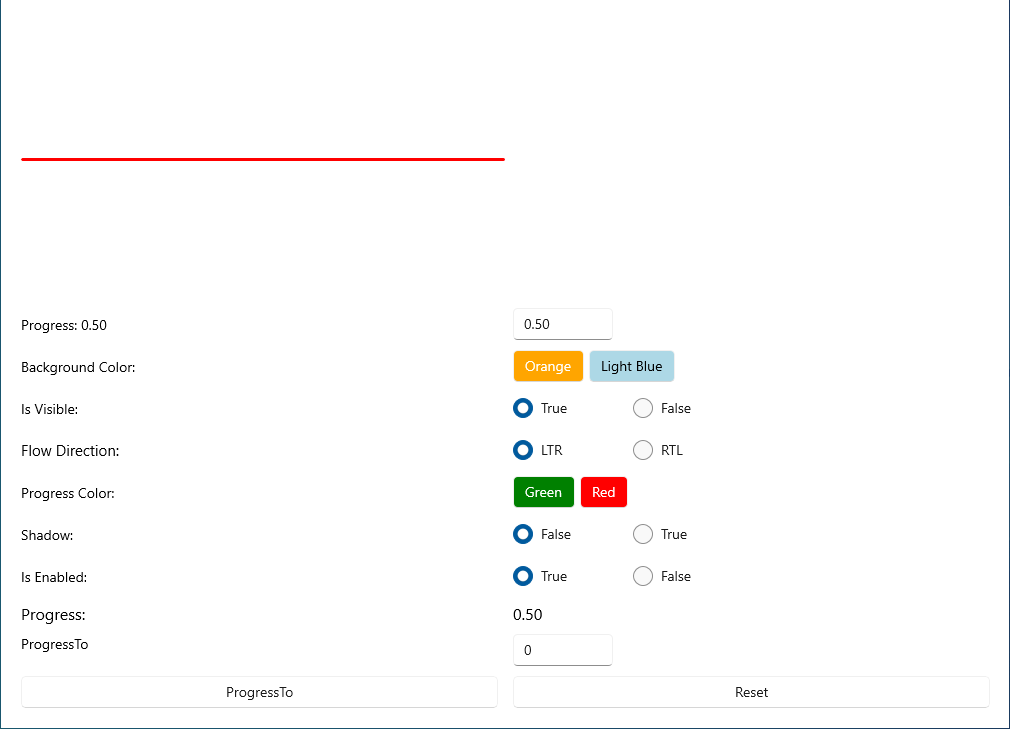 Progress: 0.50 0.50
Background Color: Orange Light Blue
Is Visible: True False
Flow Direction: LTR RTL
Progress Color: Green Red
Shadow: False True
Is Enabled: True False
Progress: 0.50
ProgressTo 0
ProgressTo Reset